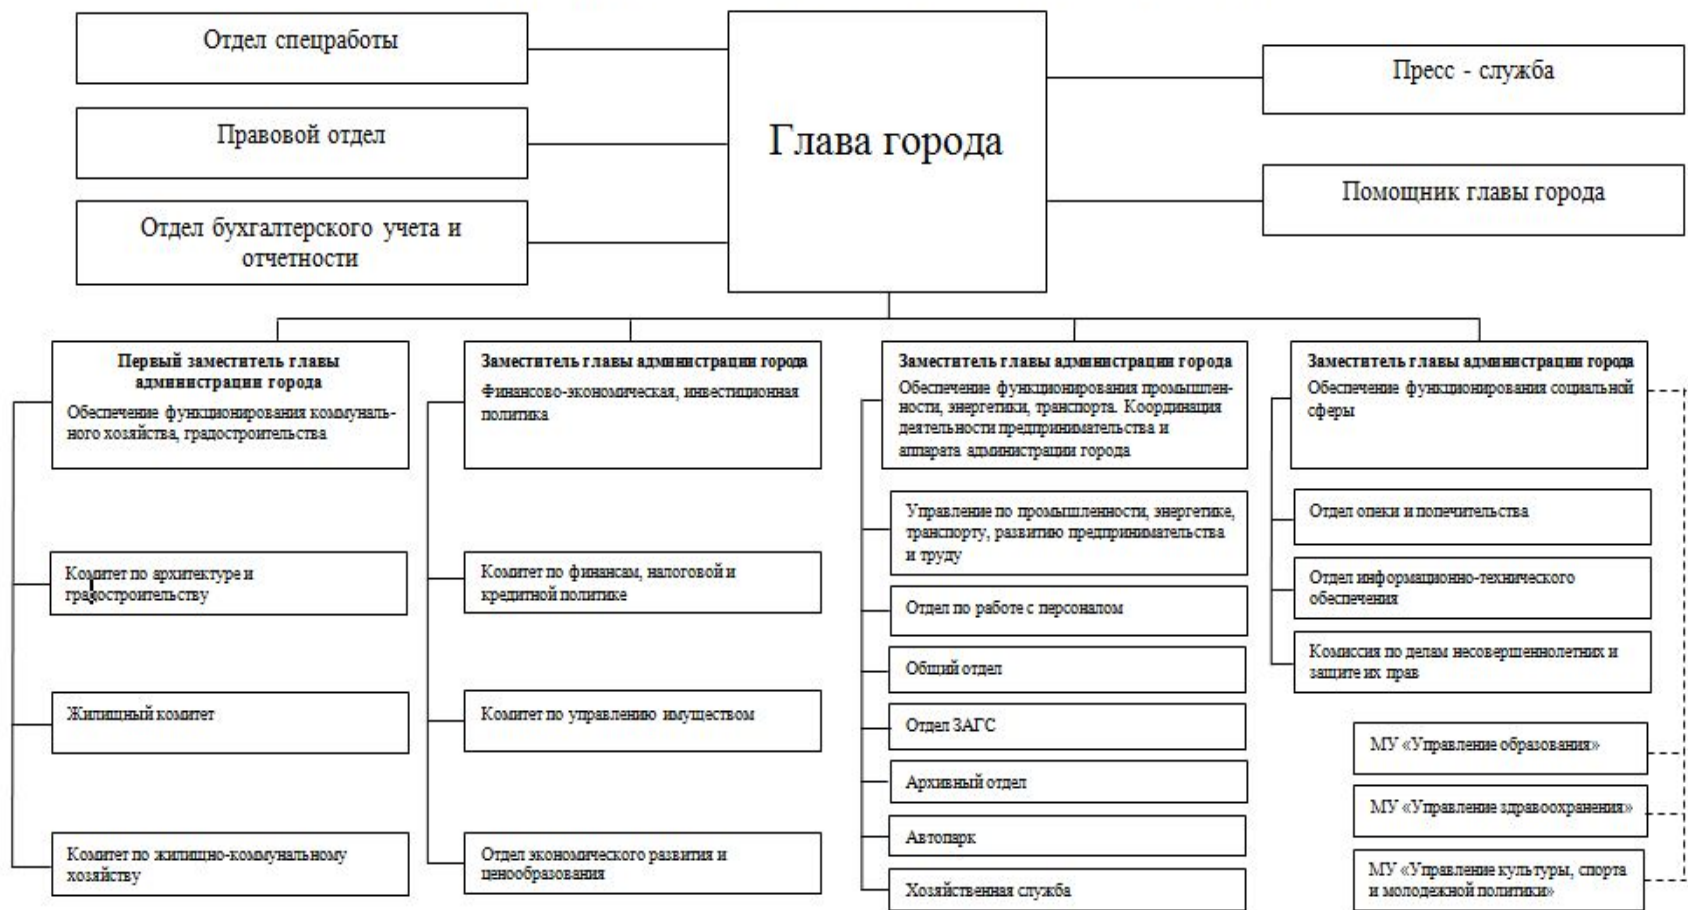 Отдел спецработы
Правовой отдел
Отдел бухгалтерского учета и
отчетности
Глава города
Пресс - служба
Помощник главы города
Первый заместитель главы
администрации города
Обеспечение функционирования коммуналь-
ного хозяйства, градостроительства
Комитет по архитектуре и
градостроительству
Жилищный комитет
Комитет по жилищно-коммунальному
хозяйству
Заместитель главы администрации города
Финансово-экономическая, инвестиционная
политика
Комитет по финансам, налоговой и
кредитной политике
Комитет по управлению имуществом
Отдел экономического развития и
ценообразования
Заместитель главы администрации города
Обеспечение функционирования промышлен-
ности, энергетики, транспорта. Координация
деятельности предпринимательства и
аппарата администрации города
Управление по промышленности, энергетике,
транспорту, развитию предпринимательства
и труду
Отдел по работе с персоналом
Общий отдел
Отдел ЗАГС
Архивный отдел
Автопарк
Хозяйственная служба
Заместитель главы администрации города
Обеспечение функционирования социальной
сферы
Отдел опеки и попечительства
Отдел информационно-технического
обеспечения
Комиссия по делам несовершеннолетних и
защите их прав
МУ «Управление образования»
МУ «Управление здравоохранения»
МУ «Управление культуры, спорта
и молодежной политики»